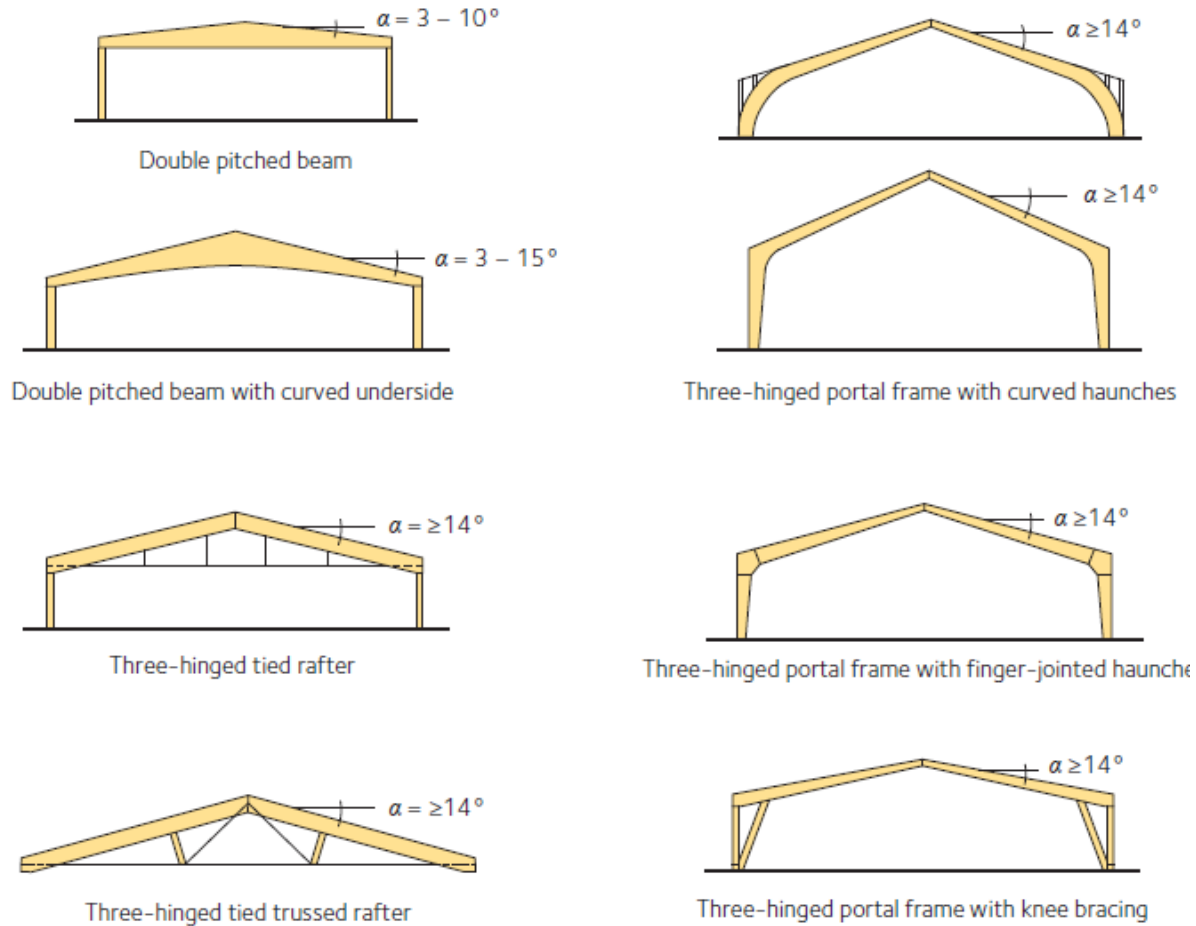 α = 3 – 10°
Double pitched beam
α = 3 – 15°
Double pitched beam with curved underside
α = ≥14°
Three-hinged tied rafter
α = ≥14°
Three-hinged tied trussed rafter
α ≥14°
α ≥14°
Three-hinged portal frame with curved haunches
α ≥14°
Three-hinged portal frame with finger-jointed haunche
α ≥14°
Three-hinged portal frame with knee bracing